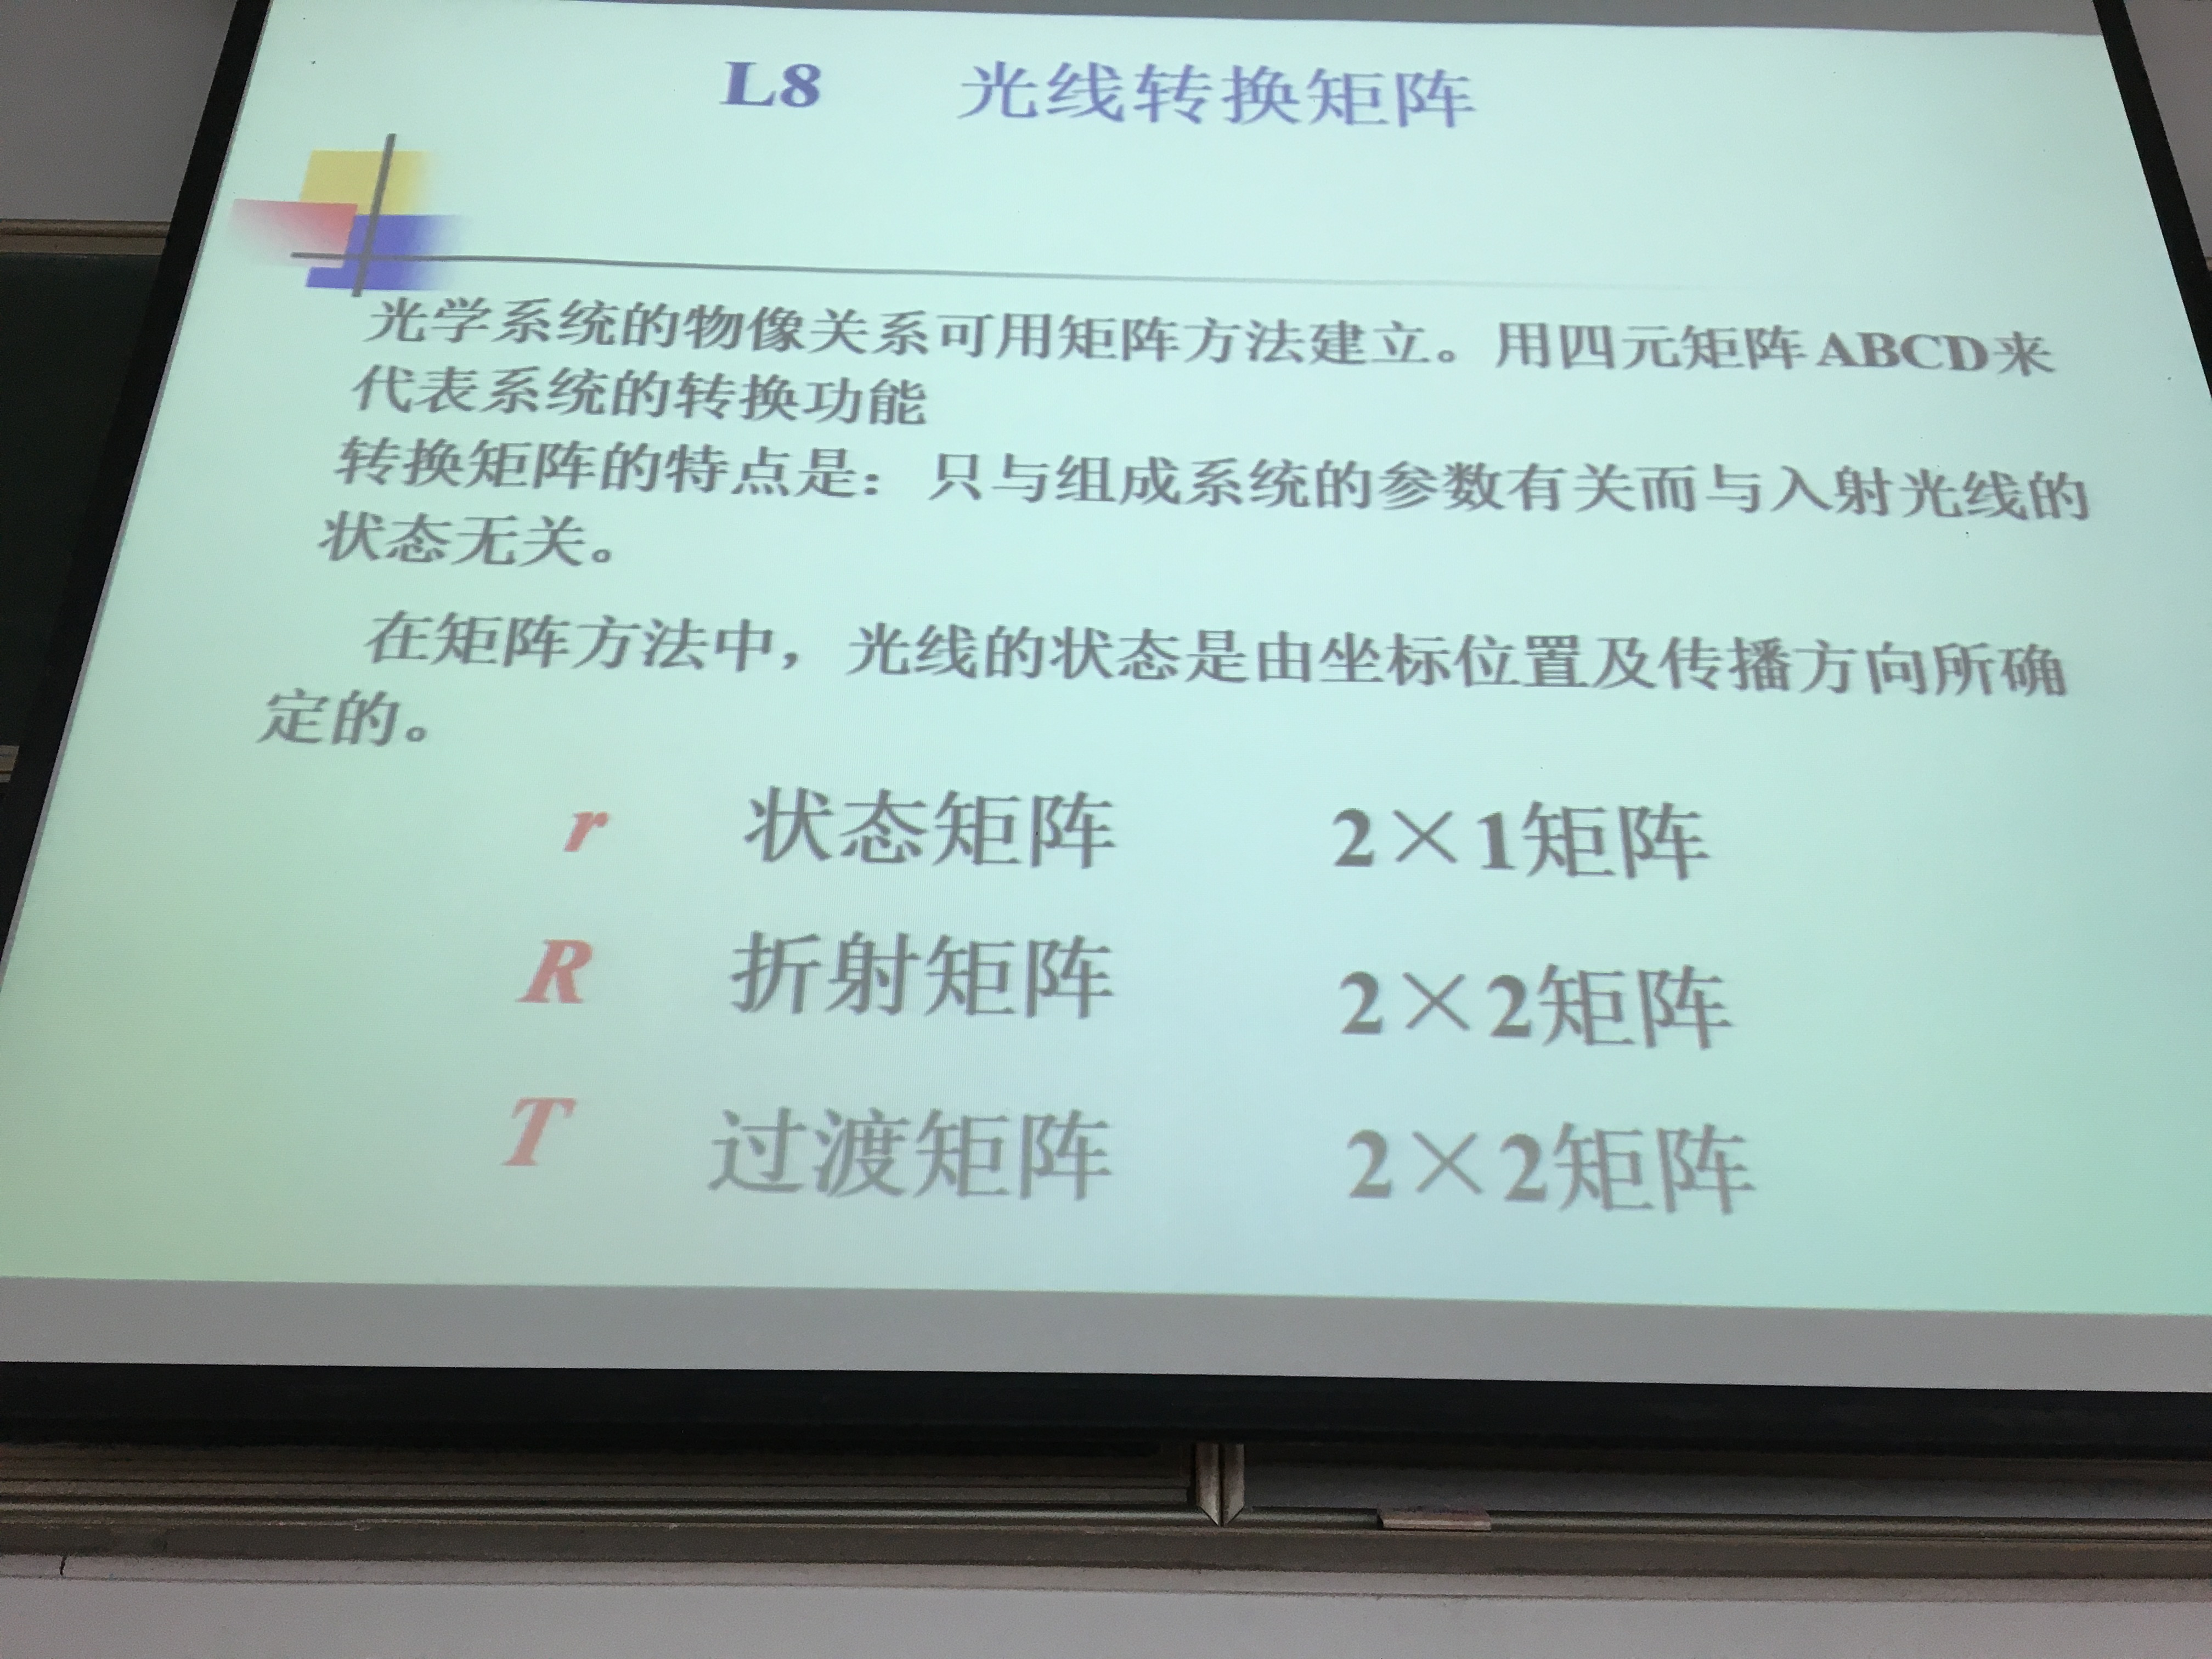 L8 光线转换矩阵
光学系统的物像关系可用矩阵方法建立。用四元矩阵ABCD来
代表系统的转换功能
转换矩阵的特点是：只与组成系统的参数有关而与入射光线的
状态无关。
在矩阵方法中，光线的状态是由坐标位置及传播方向所确
定的。
r 状态矩阵 2×1矩阵
R 折射矩阵 2×2矩阵
T 过渡矩阵 2×2矩阵